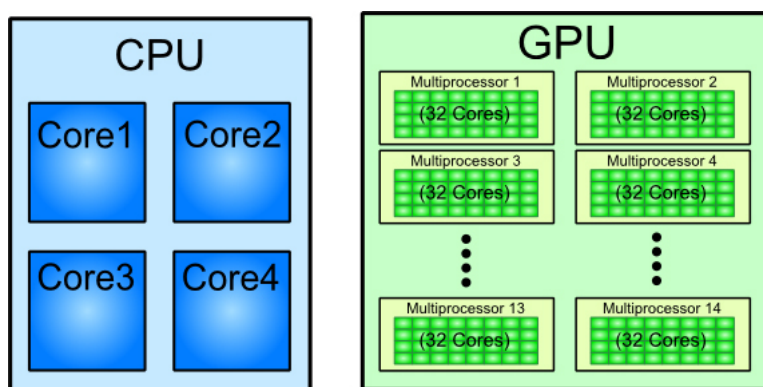 CPU
Core1 Core2
Core3 Core4
GPU
Multiprocessor 1
(32 Cores)
Multiprocessor 2
(32 Cores)
Multiprocessor 3
(32 Cores)
Multiprocessor 4
(32 Cores)
Multiprocessor 13
(32 Cores)
Multiprocessor 14
(32 Cores)